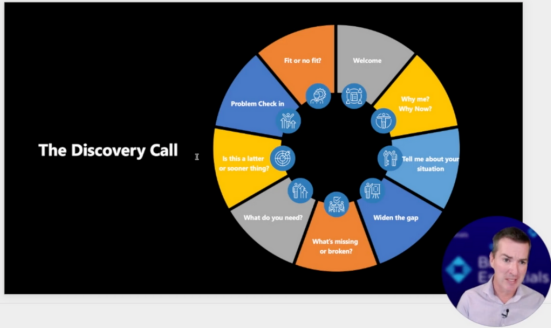 The Discovery Call
Fit or no fit?
Welcome
Why me?
Why Now?
Tell me about your
situation
Widen the gap
What's missing
or broken?
What do you need?
Is this a latter
or sooner thing?
Problem Check in